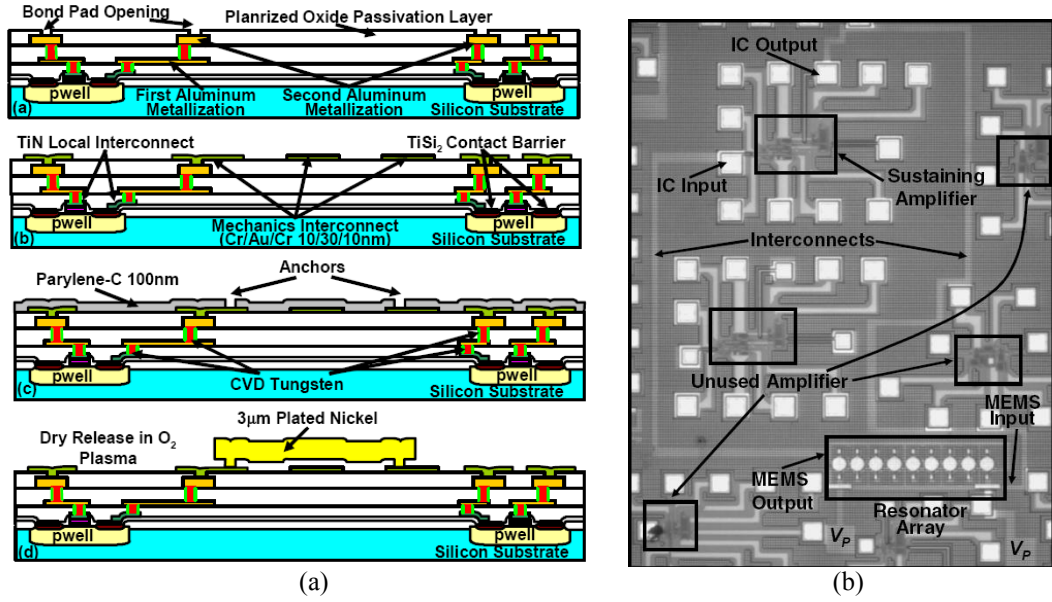 Bond Pad Opening
Planrized Oxide Passivation Layer
pwell
First Aluminum
Metallization
Second Aluminum
Metallization
pwell
Silicon Substrate
(a)
TiN Local Interconnect
TiSi2 Contact Barrier
pwell
Mechanics Interconnect
(Cr/Au/Cr 10/30/10nm)
pwell
Silicon Substrate
(b)
Parylene-C 100nm
Anchors
pwell
CVD Tungsten
pwell
Silicon Substrate
(c)
3μm Plated Nickel
Dry Release in O2
Plasma
pwell
pwell
Silicon Substrate
(d)
(a)
IC Output
IC Input
Sustaining
Amplifier
Interconnects
Unused Amplifier
MEMS
Input
MEMS
Output
Resonator
Array
VP
VP
(b)